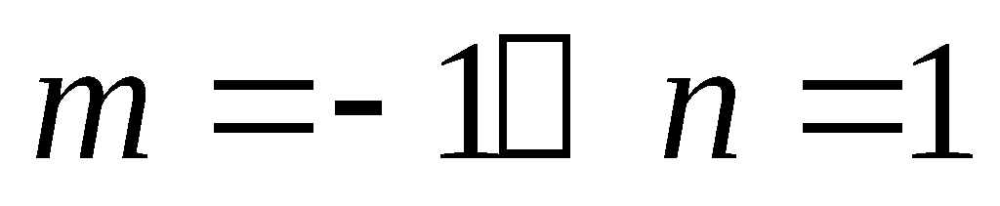 m = - 1▯ n = 1